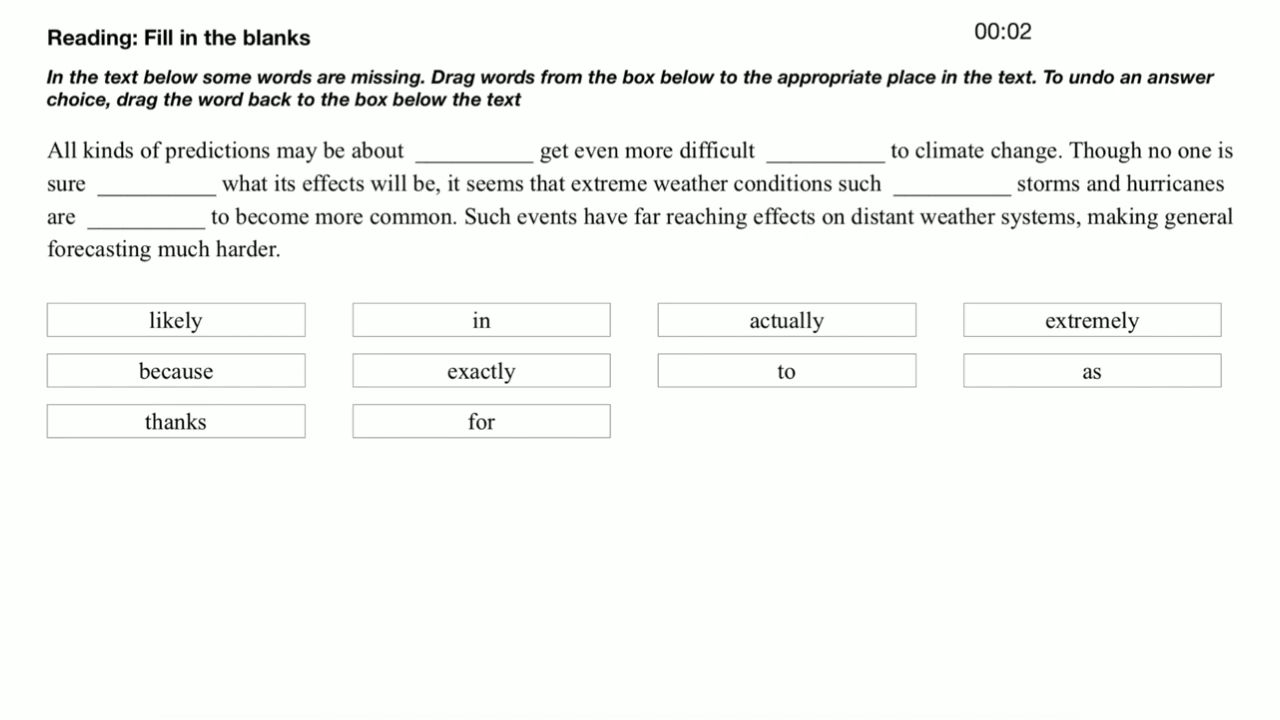 Reading: Fill in the blanks
00:02
In the text below some words are missing. Drag words from the box below to the appropriate place in the text. To undo an answer
choice, drag the word back to the box below the text
All kinds of predictions may be about __________ get even more difficult __________ to climate change. Though no one is
sure __________ what its effects will be, it seems that extreme weather conditions such __________ storms and hurricanes
are __________ to become more common. Such events have far reaching effects on distant weather systems, making general
forecasting much harder.
likely in actually extremely
because exactly to as
thanks for